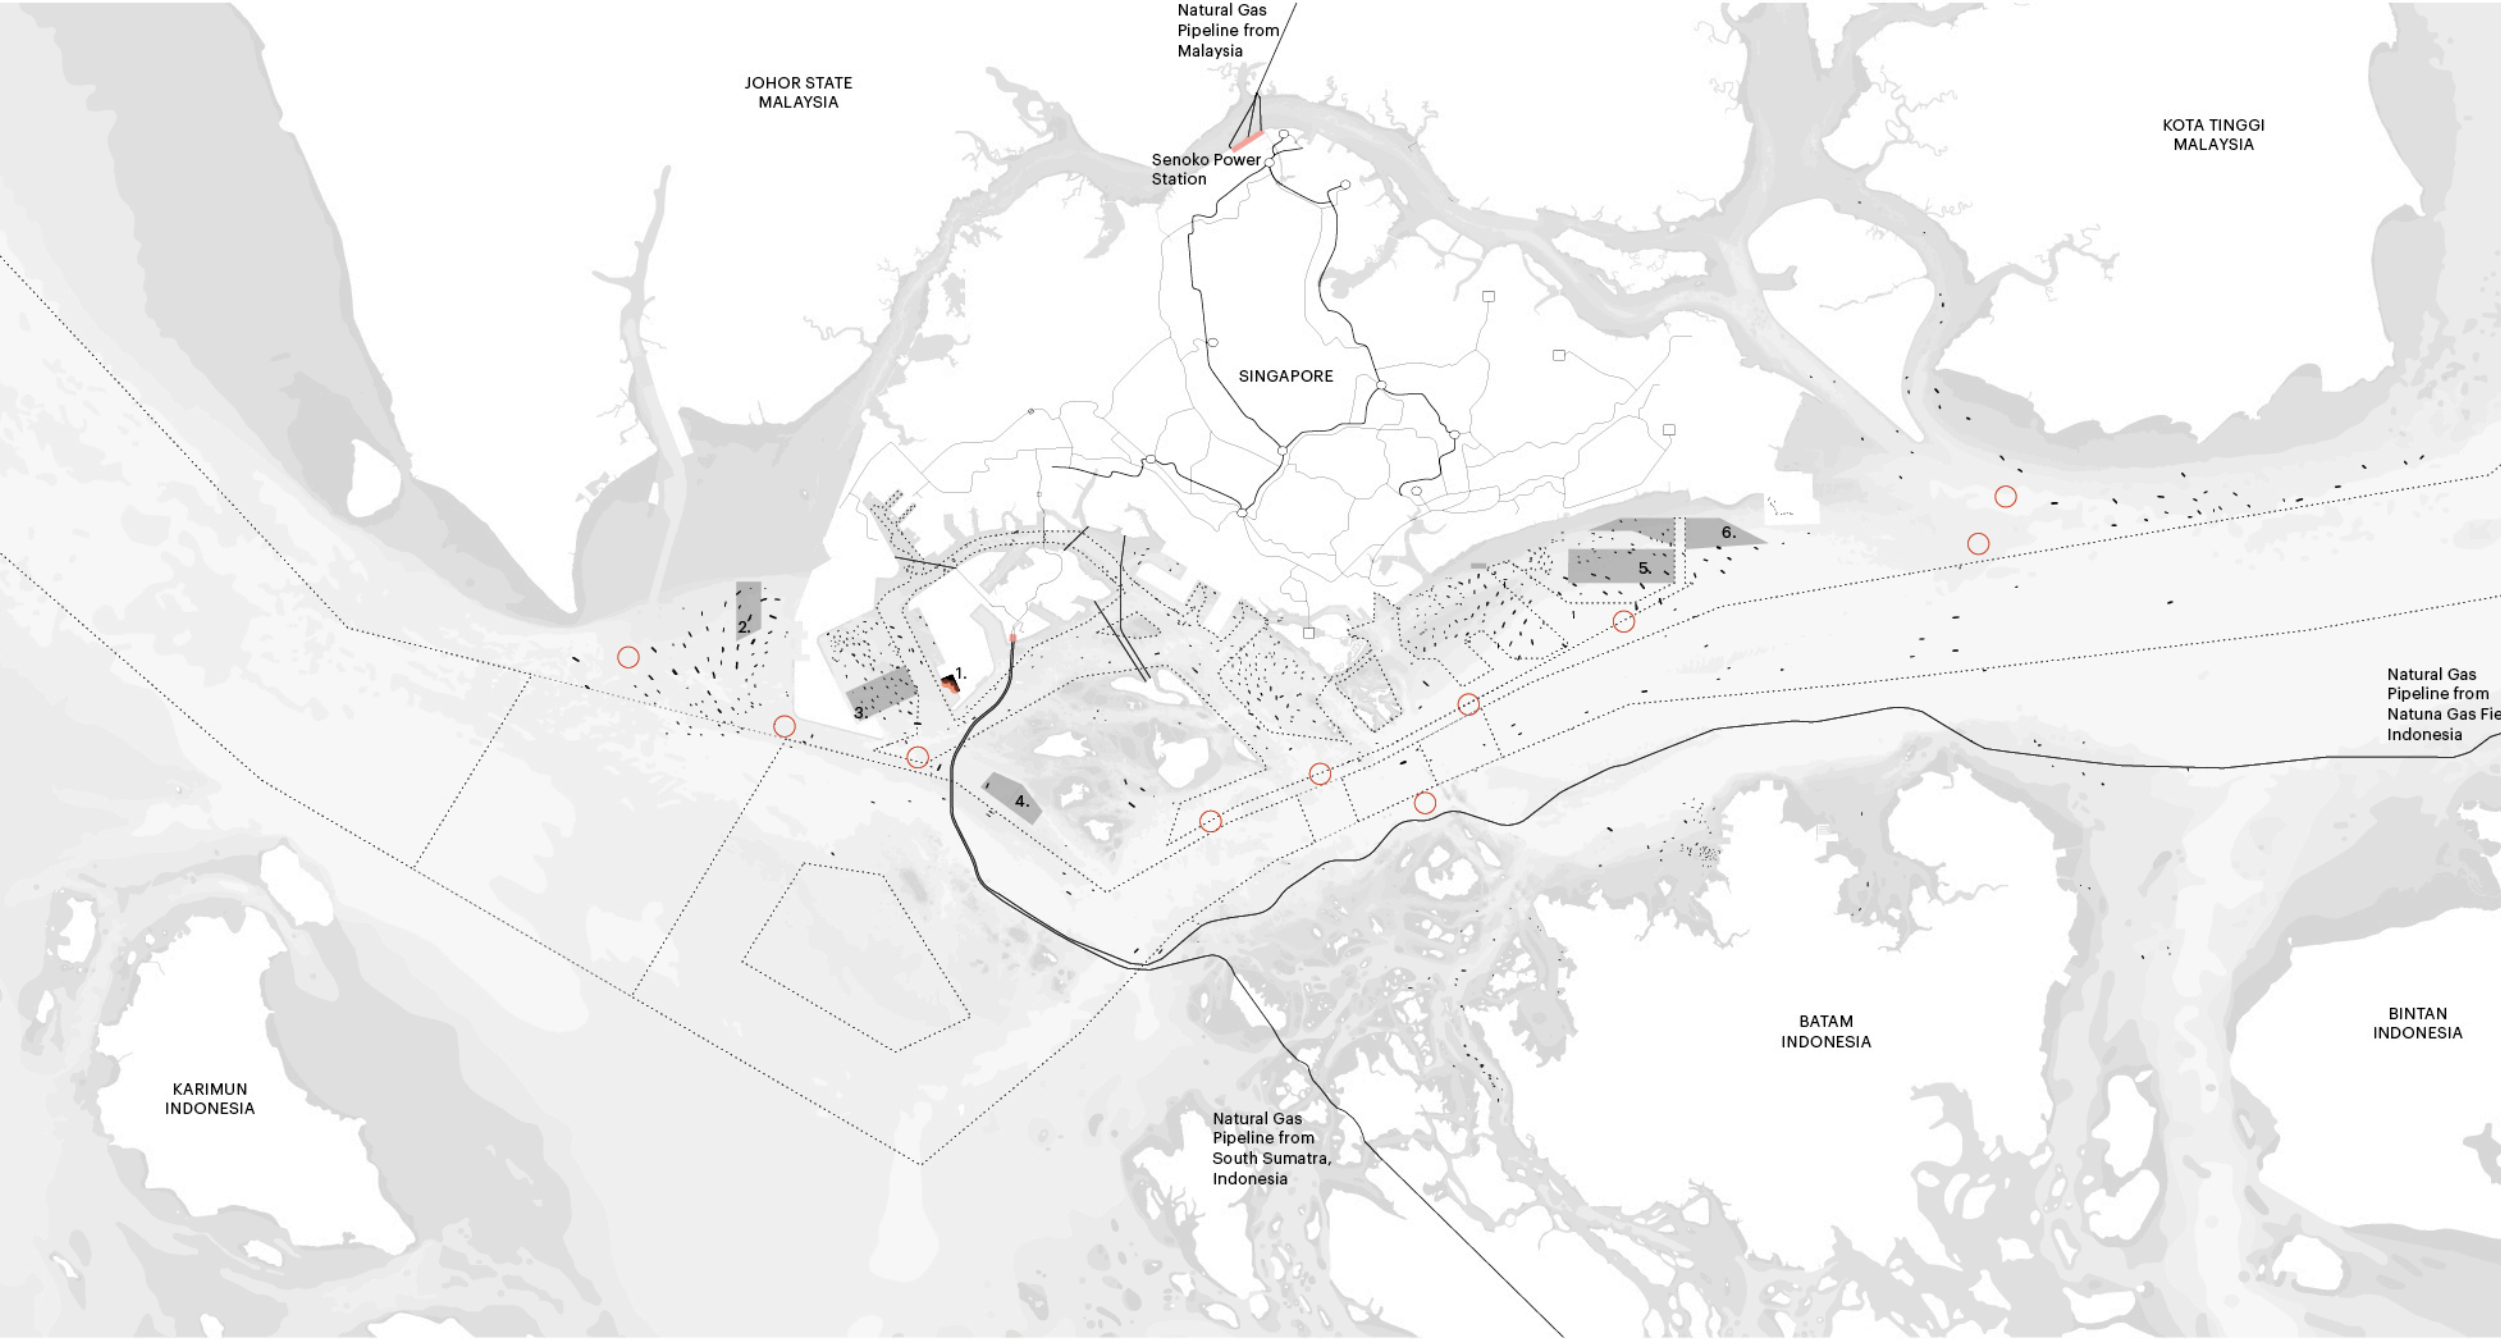 Natural Gas
Pipeline from
Malaysia
JOHOR STATE
MALAYSIA
KOTA TINGGI
MALAYSIA
Senoko Power
Station
SINGAPORE
6.
5.
2.
1.
3.
4.
Natural Gas
Pipeline from
Natuna Gas Fie
Indonesia
BATAM
INDONESIA
BINTAN
INDONESIA
KARIMUN
INDONESIA
Natural Gas
Pipeline from
South Sumatra,
Indonesia